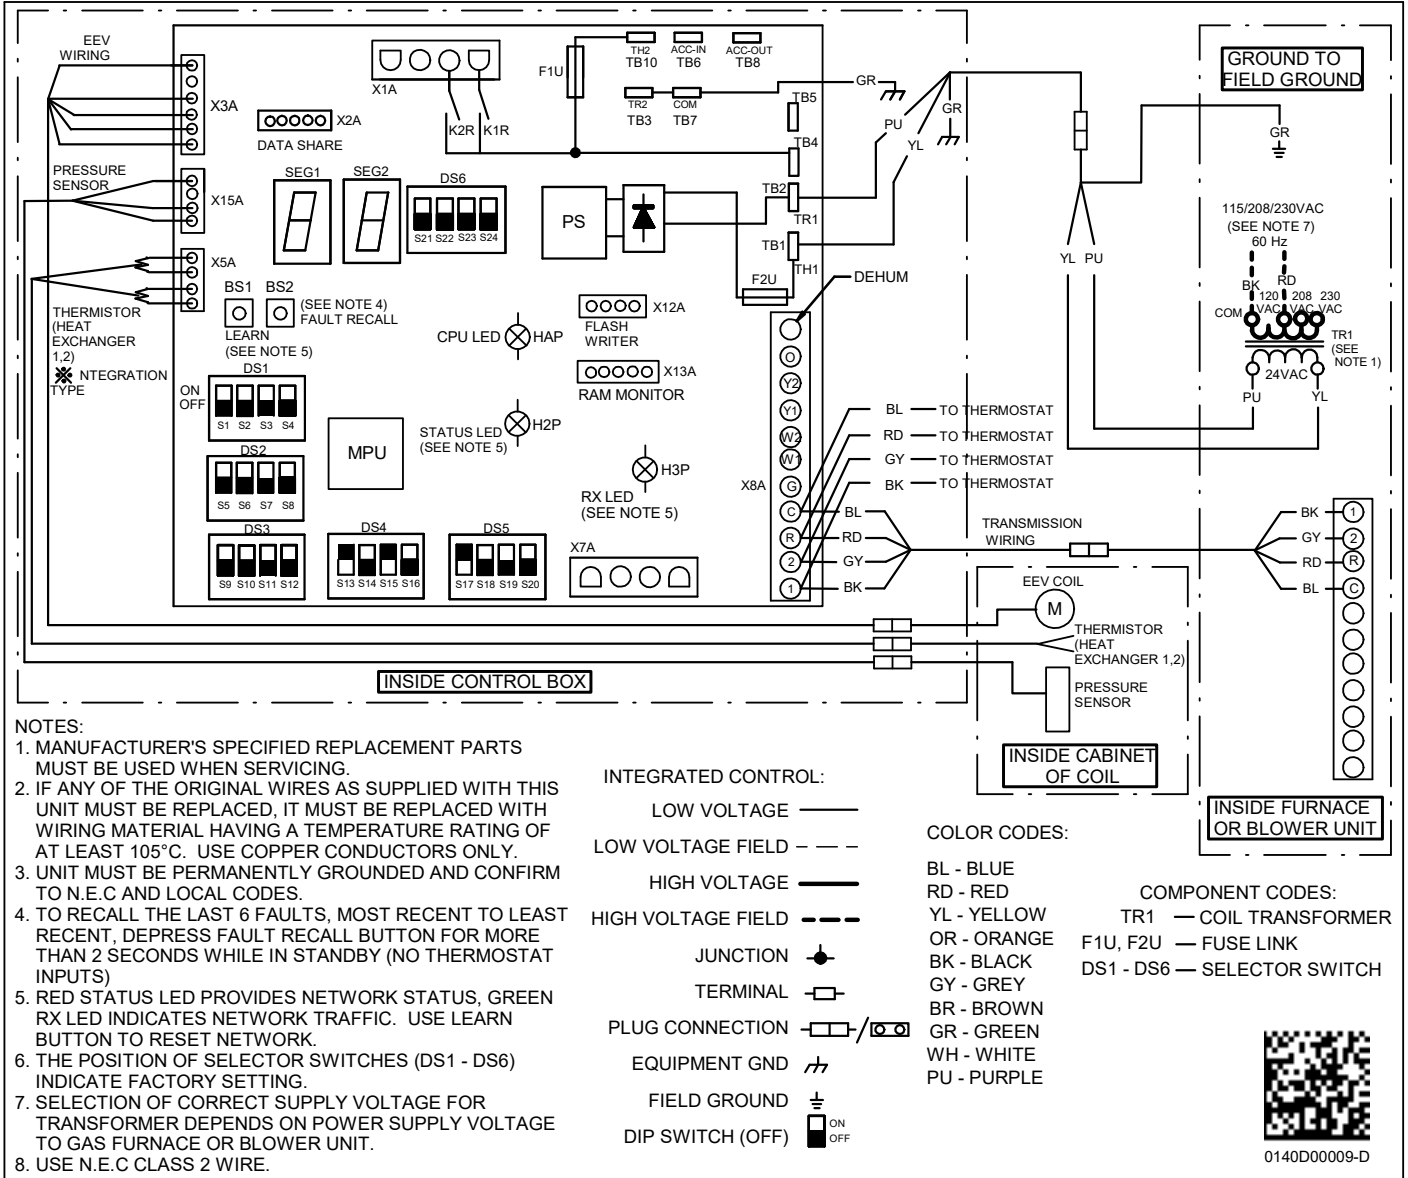 EEV
WIRING
X3A
X1A
K2R
K1R
F1U
TH2
TB10
ACC-IN
TB6
ACC-OUT
TB8
TR2
TB3
COM
TB7
GR
TB5
TB4
PU
YL
GR
X2A
DATA SHARE
PRESSURE
SENSOR
X15A
SEG1
SEG2
DS6
S21 S22 S23 S24
PS
TB2
TR1
TB1
TH1
F2U
DEHUM
X5A
BS1
BS2
(SEE NOTE 4)
FAULT RECALL
LEARN
(SEE NOTE 5)
THERMISTOR
(HEAT
EXCHANGER
1,2)
※ NTEGRATION
TYPE
CPU LED
HAP
X12A
FLASH
WRITER
X13A
RAM MONITOR
DS1
ON
OFF
S1 S2 S3 S4
DS2
S5 S6 S7 S8
MPU
STATUS LED
(SEE NOTE 5)
H2P
H3P
RX LED
(SEE NOTE 5)
DS3
S9 S10 S11 S12
DS4
S13 S14 S15 S16
DS5
S17 S18 S19 S20
X7A
X8A
O
Y2
Y1
W2
W1
G
C
R
2
1
BL TO THERMOSTAT
RD TO THERMOSTAT
GY TO THERMOSTAT
BK TO THERMOSTAT
BL
RD
GY
BK
TRANSMISSION
WIRING
INSIDE CONTROL BOX
EEV COIL
M
THERMISTOR
(HEAT
EXCHANGER 1,2)
PRESSURE
SENSOR
INSIDE CABINET
OF COIL
GROUND TO
FIELD GROUND
GR
YL PU
115/208/230VAC
(SEE NOTE 7)
60 Hz
BK
RD
COM
120
VAC
208
VAC
230
VAC
TR1
(SEE
NOTE 1)
24VAC
PU
YL
BK 1
GY 2
RD R
BL C
INSIDE FURNACE
OR BLOWER UNIT
NOTES:
1. MANUFACTURER'S SPECIFIED REPLACEMENT PARTS
MUST BE USED WHEN SERVICING.
2. IF ANY OF THE ORIGINAL WIRES AS SUPPLIED WITH THIS
UNIT MUST BE REPLACED, IT MUST BE REPLACED WITH
WIRING MATERIAL HAVING A TEMPERATURE RATING OF
AT LEAST 105°C. USE COPPER CONDUCTORS ONLY.
3. UNIT MUST BE PERMANENTLY GROUNDED AND CONFIRM
TO N.E.C AND LOCAL CODES.
4. TO RECALL THE LAST 6 FAULTS, MOST RECENT TO LEAST
RECENT, DEPRESS FAULT RECALL BUTTON FOR MORE
THAN 2 SECONDS WHILE IN STANDBY (NO THERMOSTAT
INPUTS)
5. RED STATUS LED PROVIDES NETWORK STATUS, GREEN
RX LED INDICATES NETWORK TRAFFIC. USE LEARN
BUTTON TO RESET NETWORK.
6. THE POSITION OF SELECTOR SWITCHES (DS1 - DS6)
INDICATE FACTORY SETTING.
7. SELECTION OF CORRECT SUPPLY VOLTAGE FOR
TRANSFORMER DEPENDS ON POWER SUPPLY VOLTAGE
TO GAS FURNACE OR BLOWER UNIT.
8. USE N.E.C CLASS 2 WIRE.
INTEGRATED CONTROL:
LOW VOLTAGE
LOW VOLTAGE FIELD
HIGH VOLTAGE
HIGH VOLTAGE FIELD
JUNCTION
TERMINAL
PLUG CONNECTION
EQUIPMENT GND
FIELD GROUND
DIP SWITCH (OFF)
ON
OFF
COLOR CODES:
BL - BLUE
RD - RED
YL - YELLOW
OR - ORANGE
BK - BLACK
GY - GREY
BR - BROWN
GR - GREEN
WH - WHITE
PU - PURPLE
COMPONENT CODES:
TR1 — COIL TRANSFORMER
F1U, F2U — FUSE LINK
DS1 - DS6 — SELECTOR SWITCH
0140D00009-D